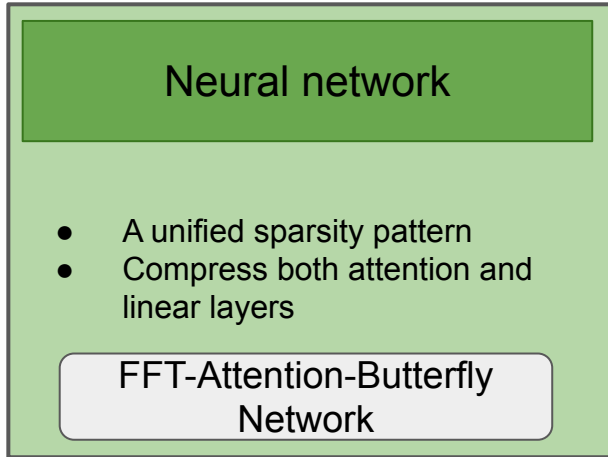 Neural network
● A unified sparsity pattern
● Compress both attention and
linear layers
FFT-Attention-Butterfly
Network